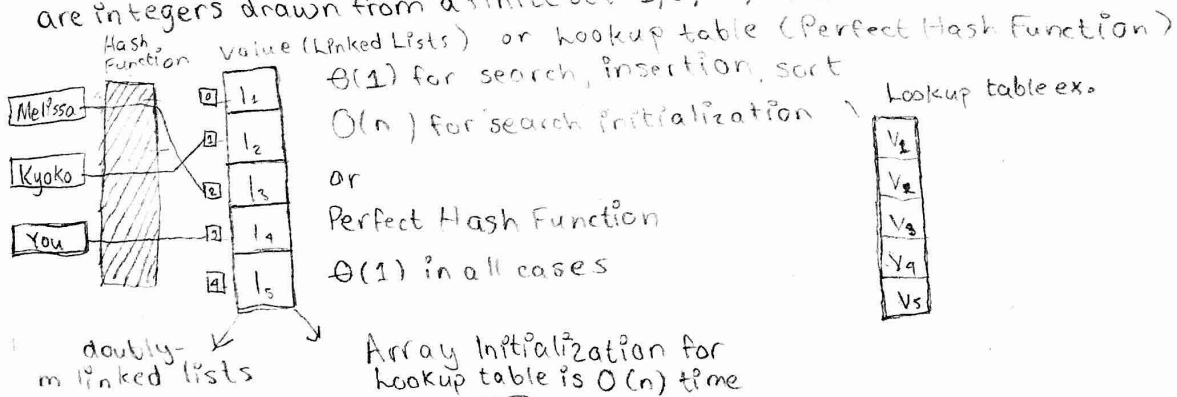 are integers drawn from a finite set
Hash Function
Value (Linked Lists) or Lookup table (Perfect Hash Function)
Θ(1) for search, insertion, sort
Lookup table ex.
Melissa
0
l1
O(n) for search initialization
V1
1
l2
V2
Kyoko
2
l3
or
V3
Perfect Hash Function
You
3
l4
V4
Θ(1) in all cases
4
l5
V5
doubly-
m linked lists
Array Initialization for
Lookup table is O(n) time